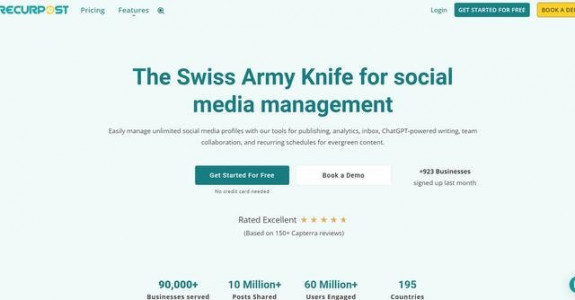 RECURPOST Pricing Features Login GET STARTED FOR FREE BOOK A DE
The Swiss Army Knife for social
media management
Easily manage unlimited social media profiles with our tools for publishing, analytics, inbox, ChatGPT-powered writing, team
collaboration, and recurring schedules for evergreen content.
Get Started For Free Book a Demo +923 Businesses
signed up last month
No credit card needed
Rated Excellent
(Based on 150+ Capterra reviews)
90,000+ 10 Million+ 60 Million+ 195
Businesses served Posts Shared Users Engaged Countries